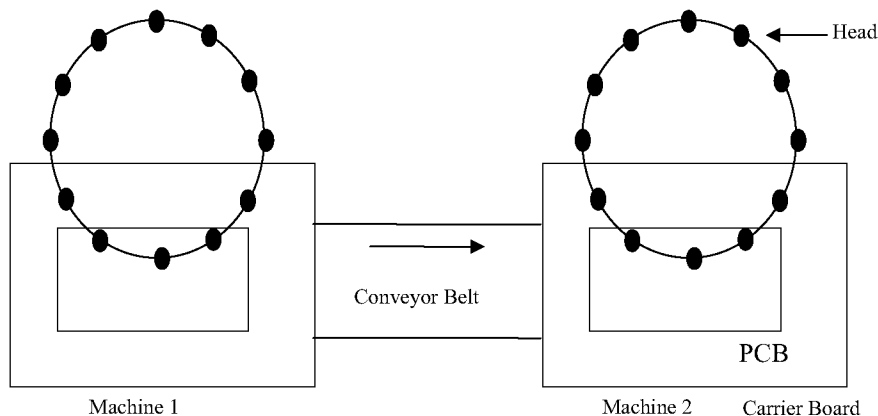 Head
Conveyor Belt
PCB
Machine 1
Machine 2
Carrier Board